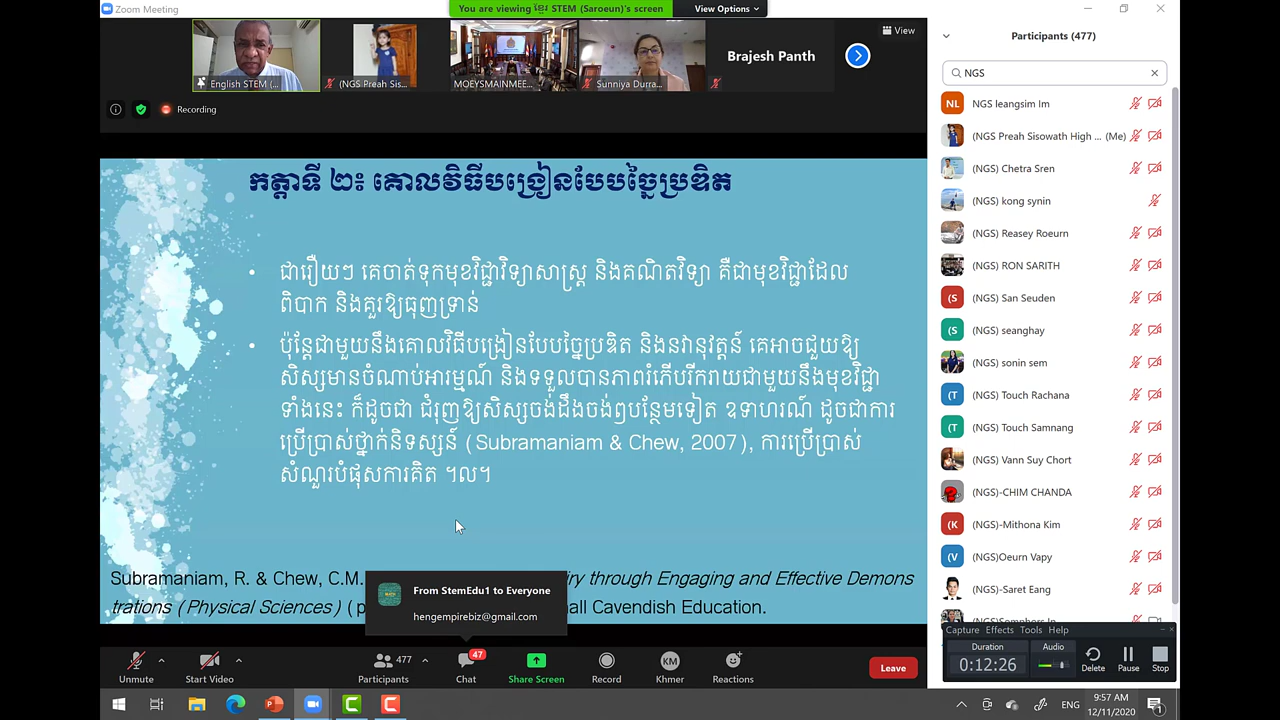 Zoom Meeting
You are viewing ខ្មែរ STEM (Saroeun)'s screen
View Options
English STEM (...
(NGS Preah Sis...
MOEYSMAINMEE...
Sunniya Durra...
Brajesh Panth
View
Recording
កត្តាទី ២៖ គោលវិធីបង្រៀនបែបច្នៃប្រឌិត
• ជារឿយៗ គេចាត់ទុកមុខវិជ្ជាវិទ្យាសាស្ត្រ និងគណិតវិទ្យា គឺជាមុខវិជ្ជាដែល
ពិបាក និងគួរឱ្យធុញទ្រាន់
• ប៉ុន្តែជាមួយនឹងគោលវិធីបង្រៀនបែបច្នៃប្រឌិត និងនវានុវត្តន៍ គេអាចជួយឱ្យ
សិស្សមានចំណាប់អារម្មណ៍ និងទទួលបានភាពរំភើបរីករាយជាមួយនឹងមុខវិជ្ជា
ទាំងនេះ ក៏ដូចជា ជំរុញឱ្យសិស្សចង់ដឹងចង់ឮបន្ថែមទៀត ឧទាហរណ៍ ដូចជាការ
ប្រើប្រាស់ថ្នាក់និទស្សន៍ (Subramaniam & Chew, 2007), ការប្រើប្រាស់
សំណួរបំផុសការគិត ។ល។
Subramaniam, R. & Chew, C.M. iry through Engaging and Effective Demons
trations (Physical Sciences) (p all Cavendish Education.
From StemEdu1 to Everyone
hengempirebiz@gmail.com
Unmute
Start Video
477
Participants
47
Chat
Share Screen
Record
KM
Khmer
Reactions
Leave
Participants (477)
NGS
NL NGS leangsim Im
(NGS Preah Sisowath High ... (Me)
(NGS) Chetra Sren
(NGS) kong synin
(NGS) Reasey Roeurn
(NGS) RON SARITH
(S (NGS) San Seuden
(S (NGS) seanghay
(NGS) sonin sem
(T (NGS) Touch Rachana
(T (NGS) Touch Samnang
(NGS) Vann Suy Chort
(NGS)-CHIM CHANDA
(K (NGS)-Mithona Kim
(V (NGS)Oeurn Vapy
(NGS)-Saret Eang
Capture Effects Tools Help
Duration
0:12:26
Audio
Delete
Pause
Stop
ENG
9:57 AM
12/11/2020
1